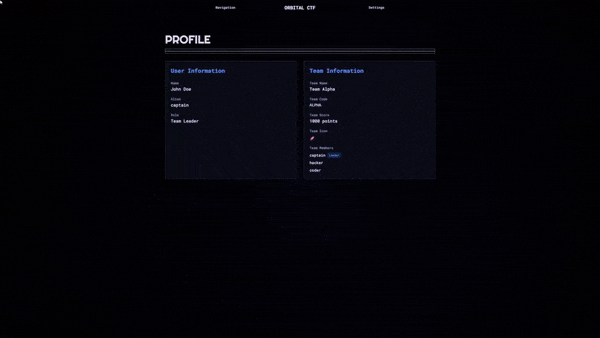 Navigation
ORBITAL CTF
Settings
PROFILE
User Information
Name
John Doe
Alias
captain
Role
Team Leader
Team Information
Team Name
Team Alpha
Team Code
ALPHA
Team Score
1000 points
Team Icon
Team Members
captain Leader
hacker
coder